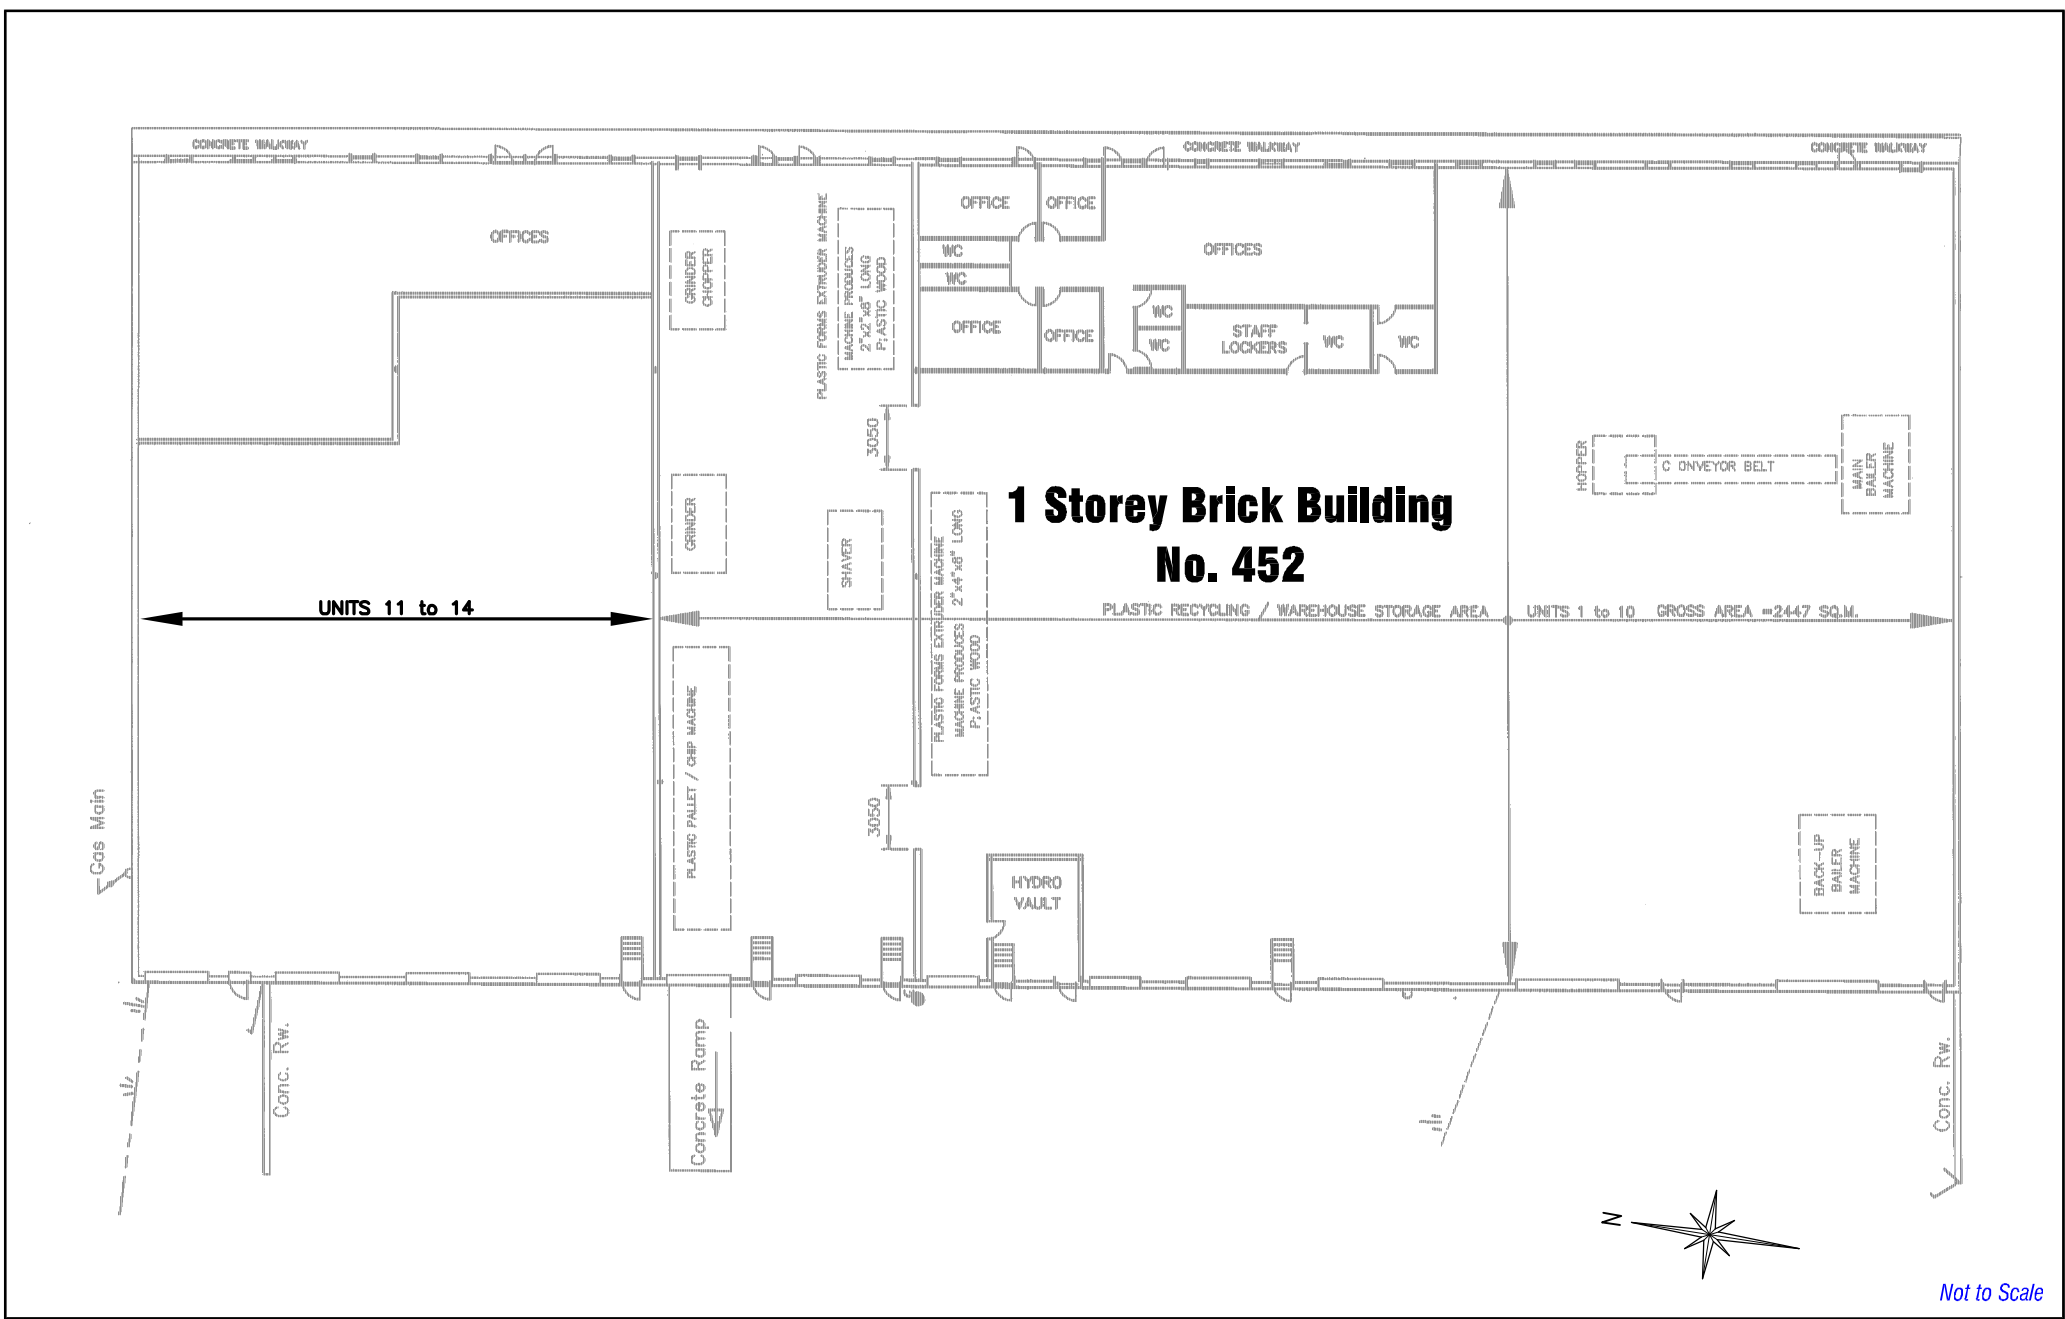 CONCRETE WALKWAY
CONCRETE WALKWAY
CONCRETE WALKWAY
OFFICES
GRINDER
CHOPPER
PLASTIC FORMS EXTRUDER MACHINE
MACHINE PRODUCES
2"x2"x8" LONG
P:ASTIC WOOD
OFFICE
OFFICE
WC
WC
OFFICE
OFFICE
OFFICES
WC
WC
STAFF
LOCKERS
WC
WC
3050
HOPPER
C ONVEYOR BELT
MAIN
BAILER
MACHINE
GRINDER
SHAVER
1 Storey Brick Building
No. 452
UNITS 11 to 14
PLASTIC RECYCLING / WAREHOUSE STORAGE AREA
UNITS 1 to 10 GROSS AREA =2447 SQ.M.
PLASTIC FORMS EXTRUDER MACHINE
MACHINE PRODUCES 2"x4"x8" LONG
P:ASTIC WOOD
PLASTIC PALLET / CHIP MACHINE
3050
Gas Main
HYDRO
VAULT
BACK-UP
BAILER
MACHINE
Conc. Rw.
Concrete Ramp
Conc. Rw.
N
Not to Scale